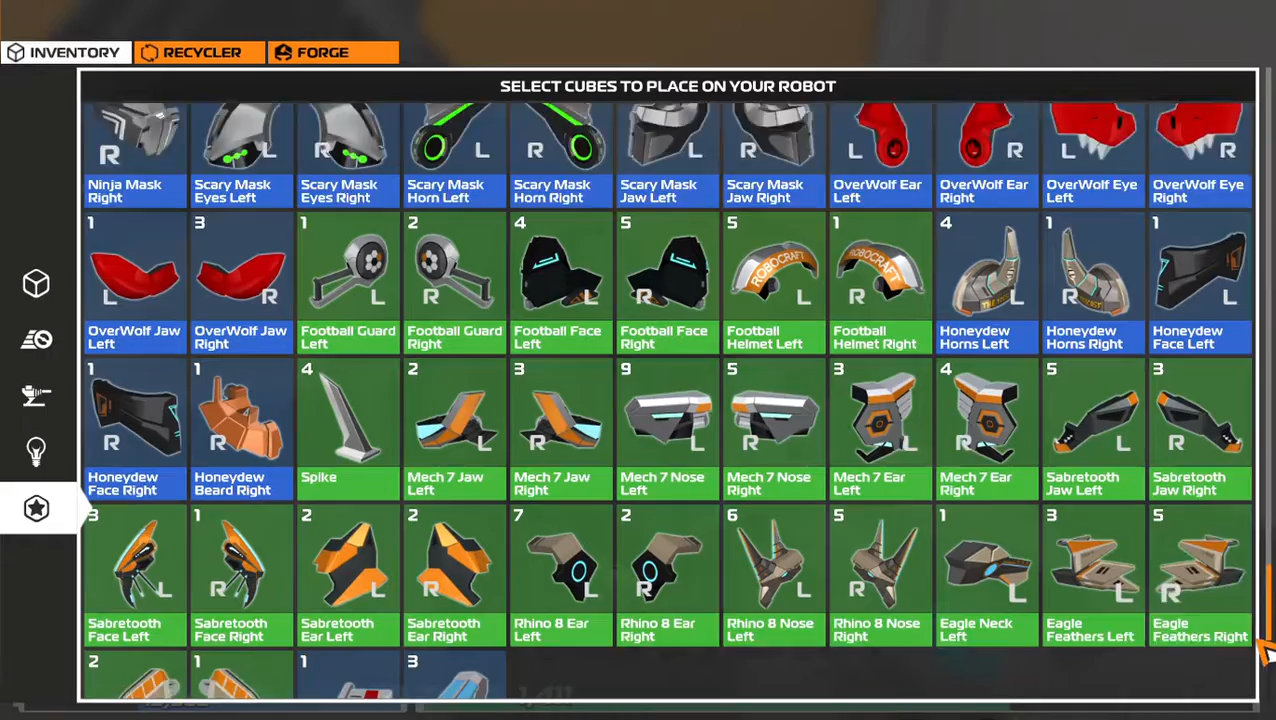 INVENTORY RECYCLER FORGE
SELECT CUBES TO PLACE ON YOUR ROBOT
R L R L R L R L R L R
Ninja Mask Right
Scary Mask Eyes Left
Scary Mask Eyes Right
Scary Mask Horn Left
Scary Mask Horn Right
Scary Mask Jaw Left
Scary Mask Jaw Right
OverWolf Ear Left
OverWolf Ear Right
OverWolf Eye Left
OverWolf Eye Right
1 3 1 2 4 5 5 1 4 1 1
ROBOCRAFT ROBOCRAFT
L R L R L R L R L R L
OverWolf Jaw Left
OverWolf Jaw Right
Football Guard Left
Football Guard Right
Football Face Left
Football Face Right
Football Helmet Left
Football Helmet Right
Honeydew Horns Left
Honeydew Horns Right
Honeydew Face Left
1 1 4 2 3 9 5 3 4 5 3
R R L R L R L R L R
Honeydew Face Right
Honeydew Beard Right
Spike
Mech 7 Jaw Left
Mech 7 Jaw Right
Mech 7 Nose Left
Mech 7 Nose Right
Mech 7 Ear Left
Mech 7 Ear Right
Sabretooth Jaw Left
Sabretooth Jaw Right
3 1 2 2 7 2 6 5 1 3 5
L R L R L R L R L L R
Sabretooth Face Left
Sabretooth Face Right
Sabretooth Ear Left
Sabretooth Ear Right
Rhino 8 Ear Left
Rhino 8 Ear Right
Rhino 8 Nose Left
Rhino 8 Nose Right
Eagle Neck Left
Eagle Feathers Left
Eagle Feathers Right
2 1 1 3